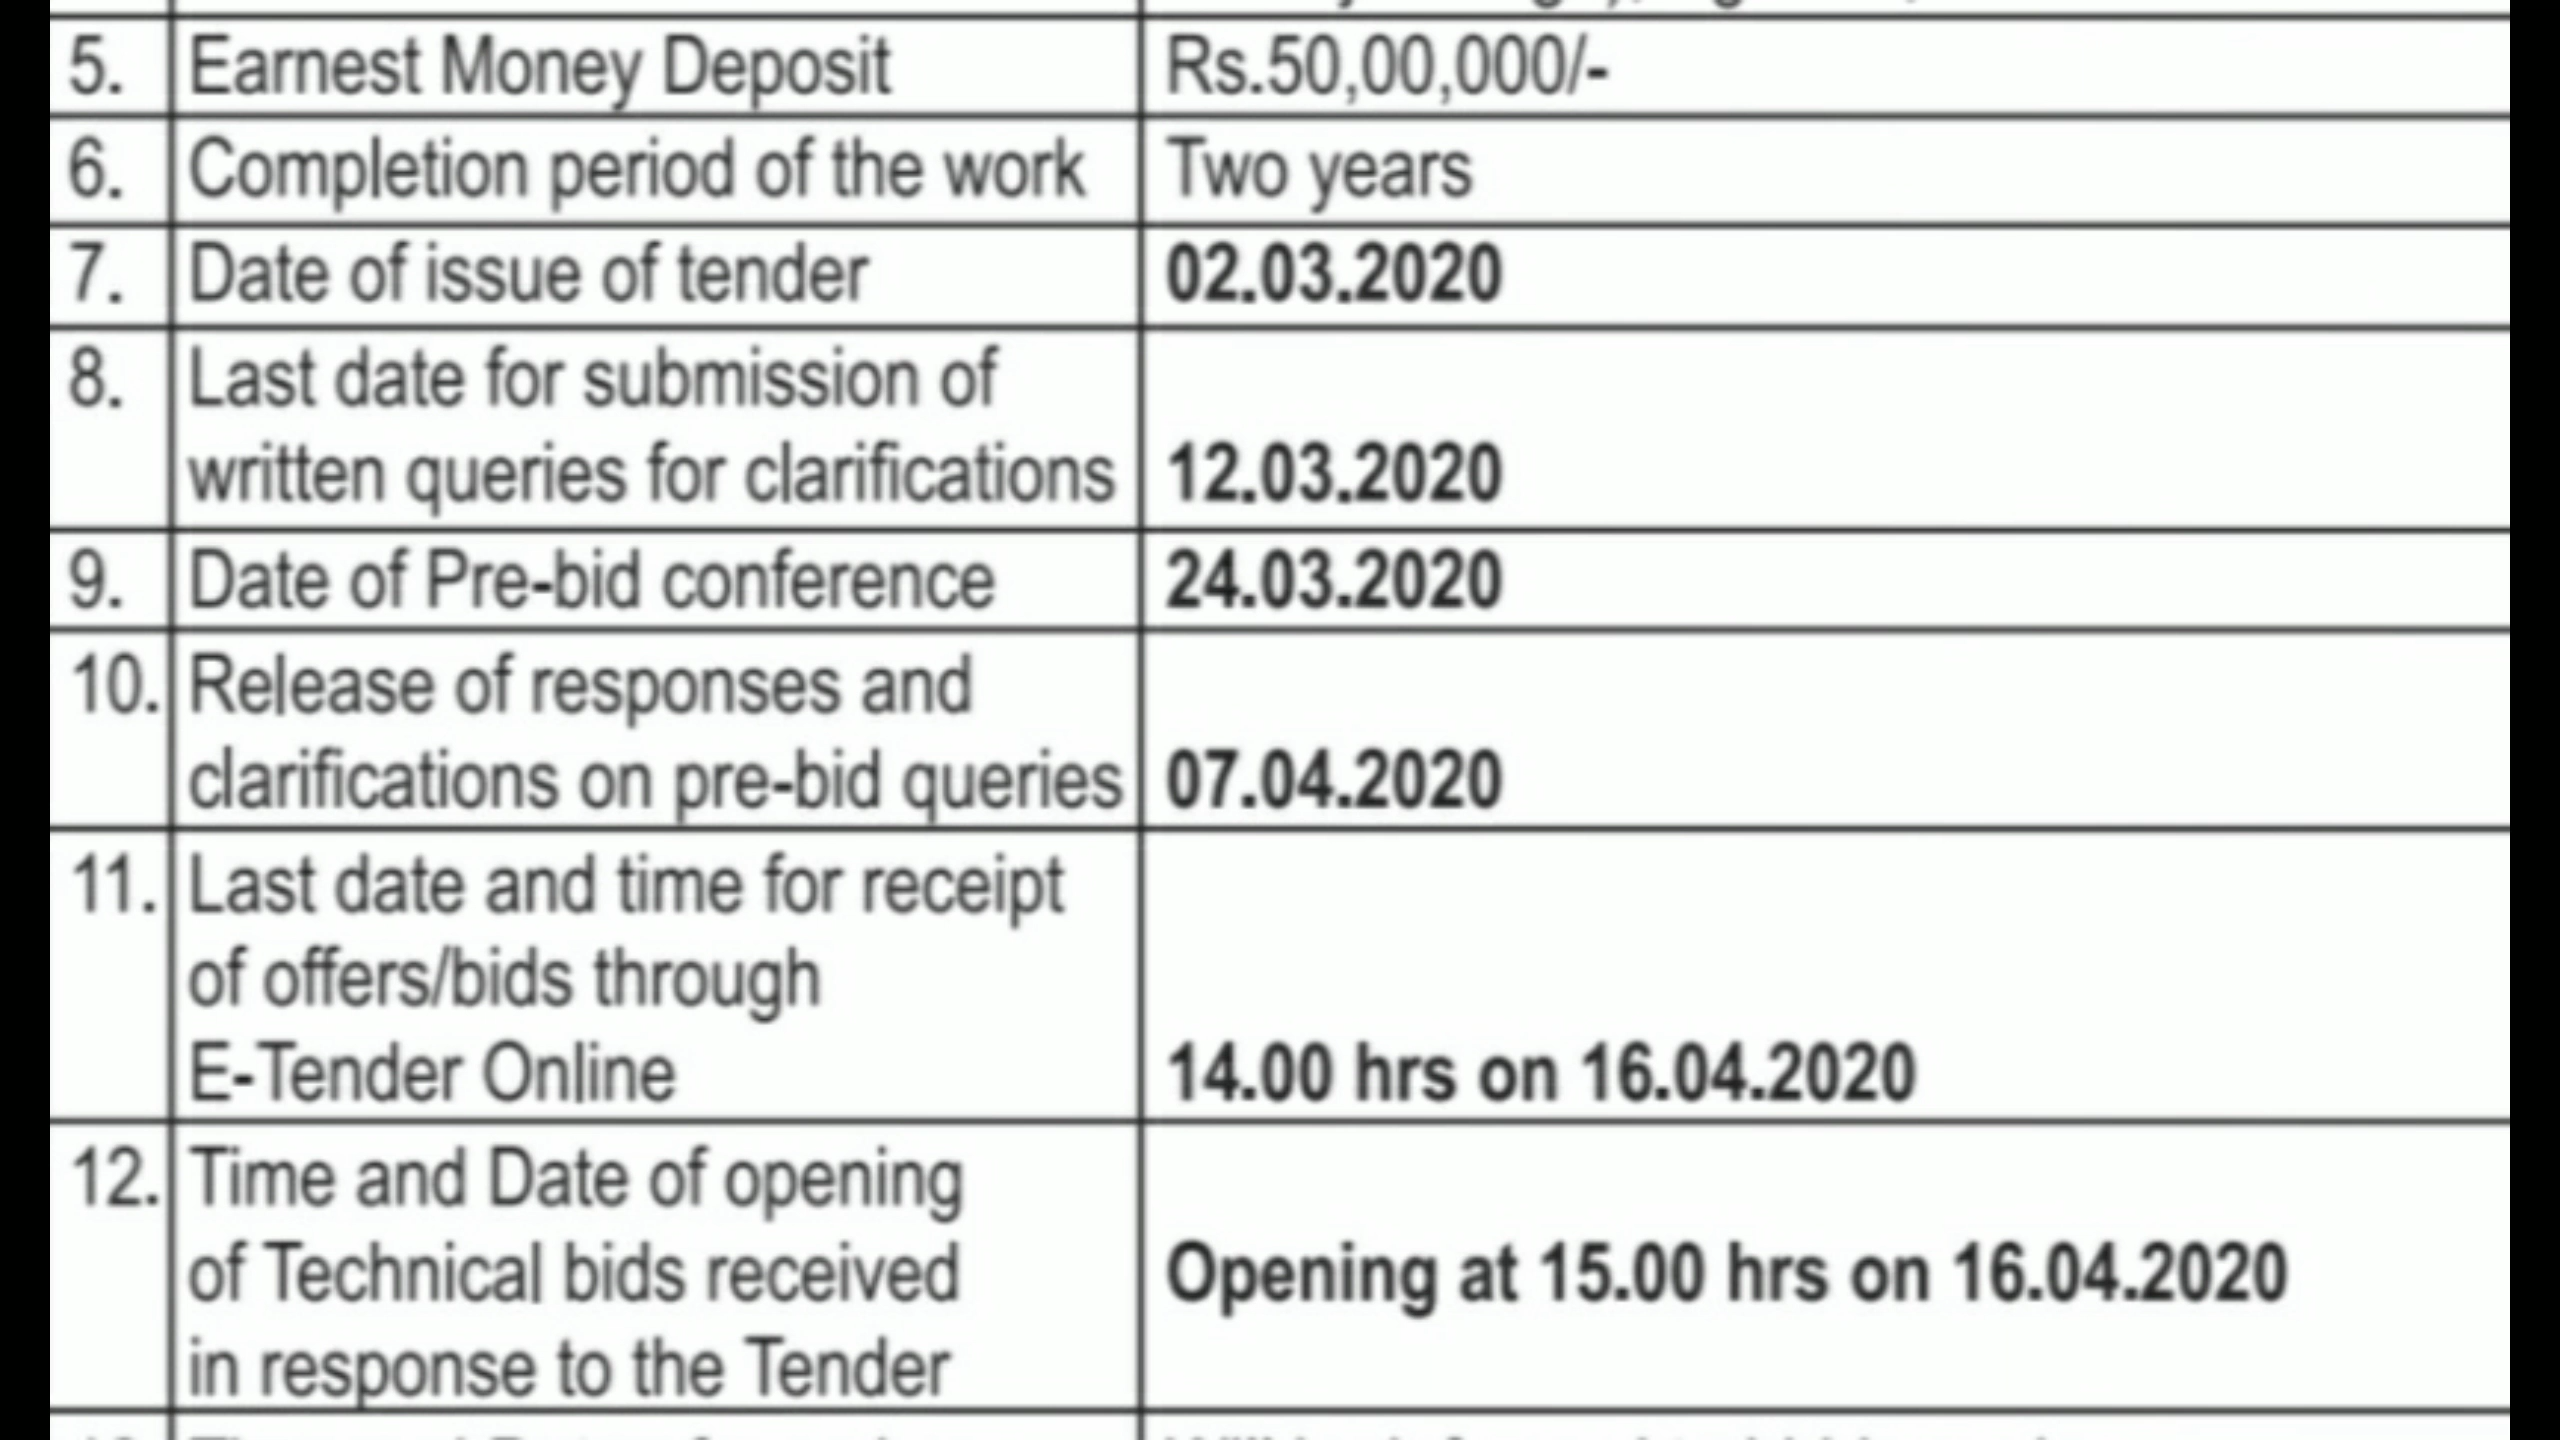 5. Earnest Money Deposit Rs.50,00,000/-
6. Completion period of the work Two years
7. Date of issue of tender 02.03.2020
8. Last date for submission of
written queries for clarifications 12.03.2020
9. Date of Pre-bid conference 24.03.2020
10. Release of responses and
clarifications on pre-bid queries 07.04.2020
11. Last date and time for receipt
of offers/bids through
E-Tender Online 14.00 hrs on 16.04.2020
12. Time and Date of opening
of Technical bids received Opening at 15.00 hrs on 16.04.2020
in response to the Tender